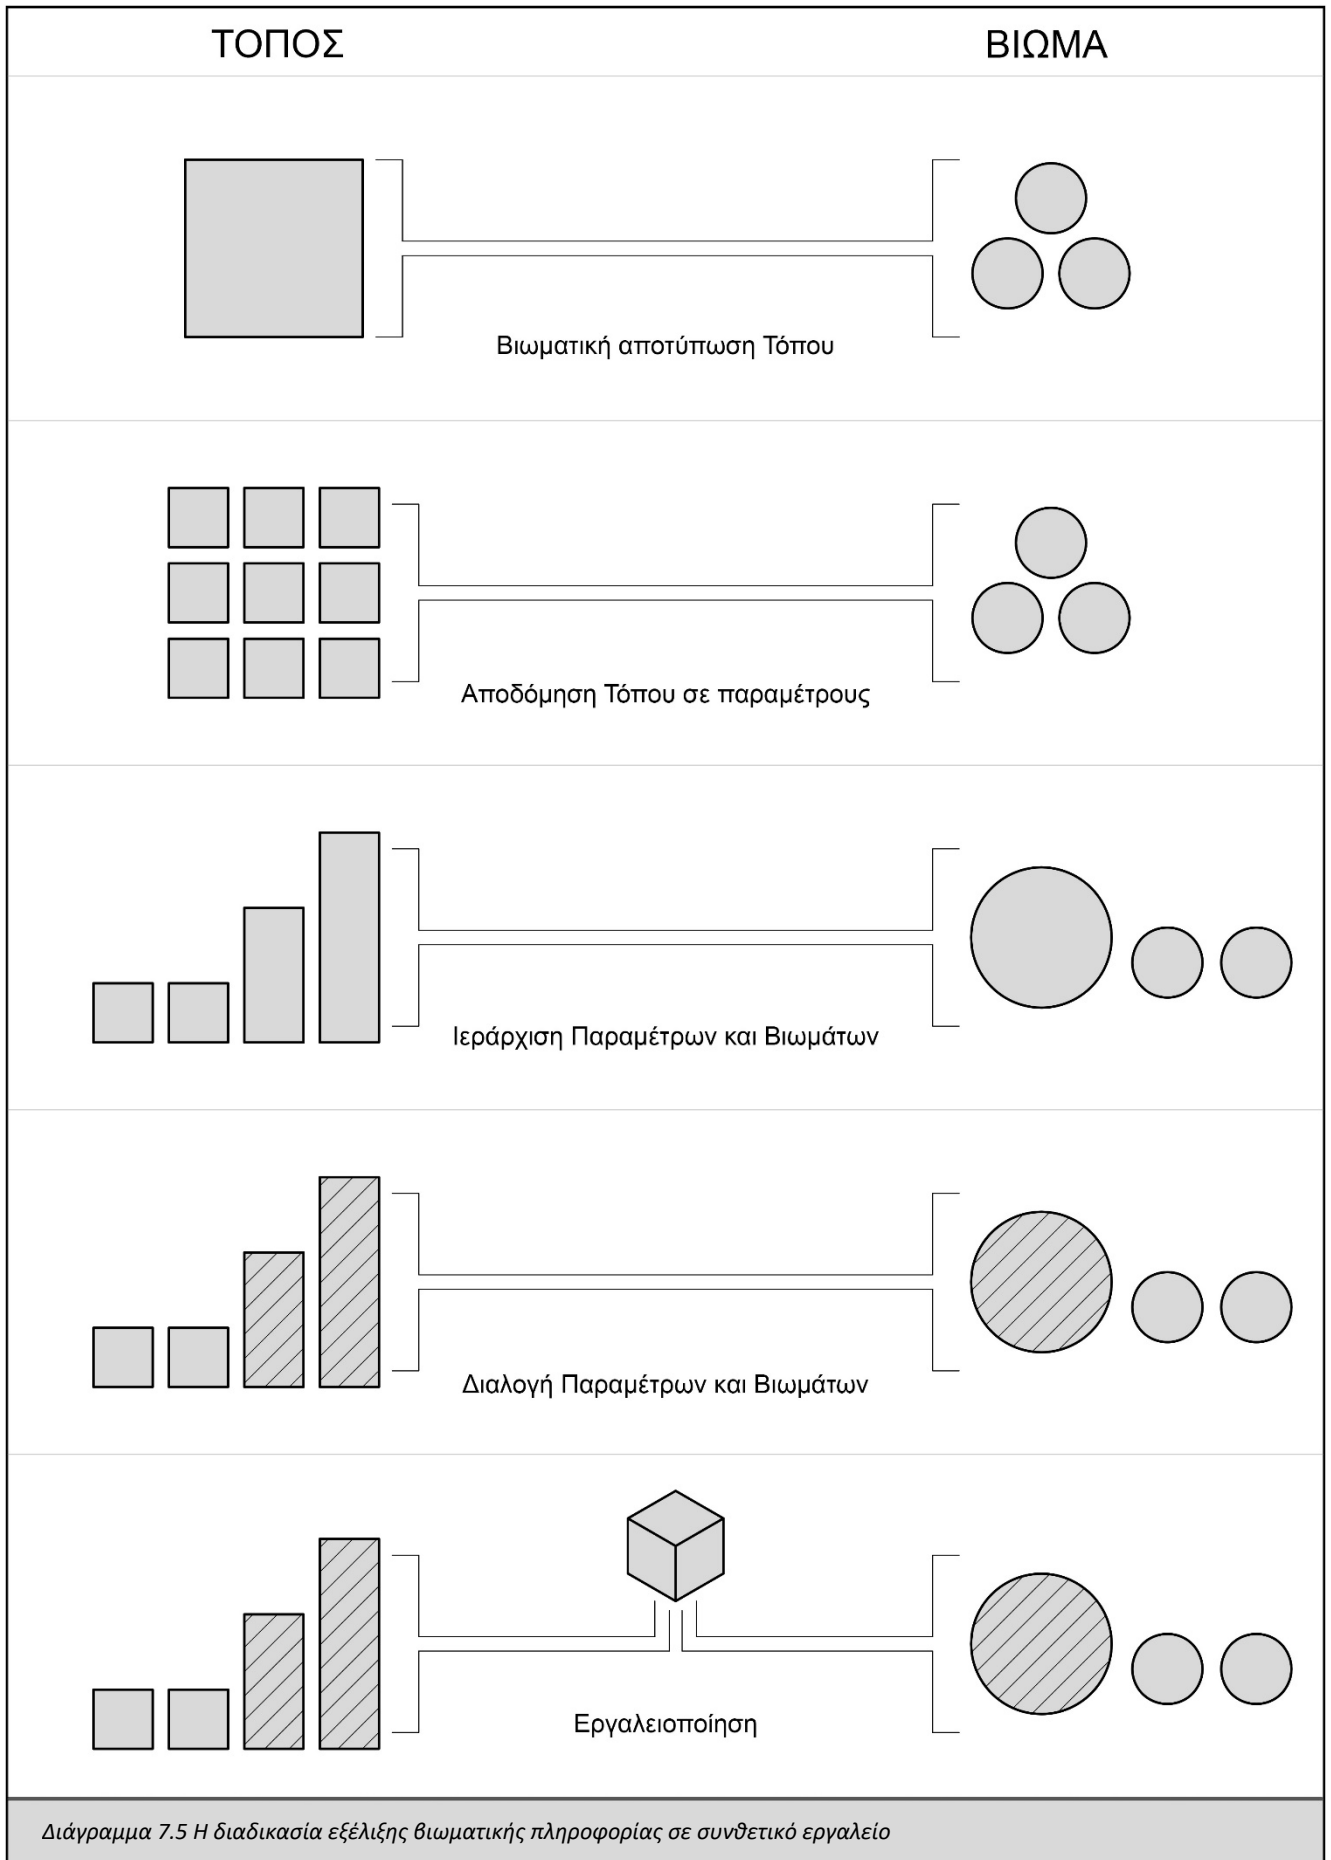 ΤΟΠΟΣ
ΒΙΩΜΑ
Βιωματική αποτύπωση Τόπου
Αποδόμηση Τόπου σε παραμέτρους
Ιεράρχιση Παραμέτρων και Βιωμάτων
Διαλογή Παραμέτρων και Βιωμάτων
Εργαλειοποίηση
Διάγραμμα 7.5 Η διαδικασία εξέλιξης βιωματικής πληροφορίας σε συνθετικό εργαλείο